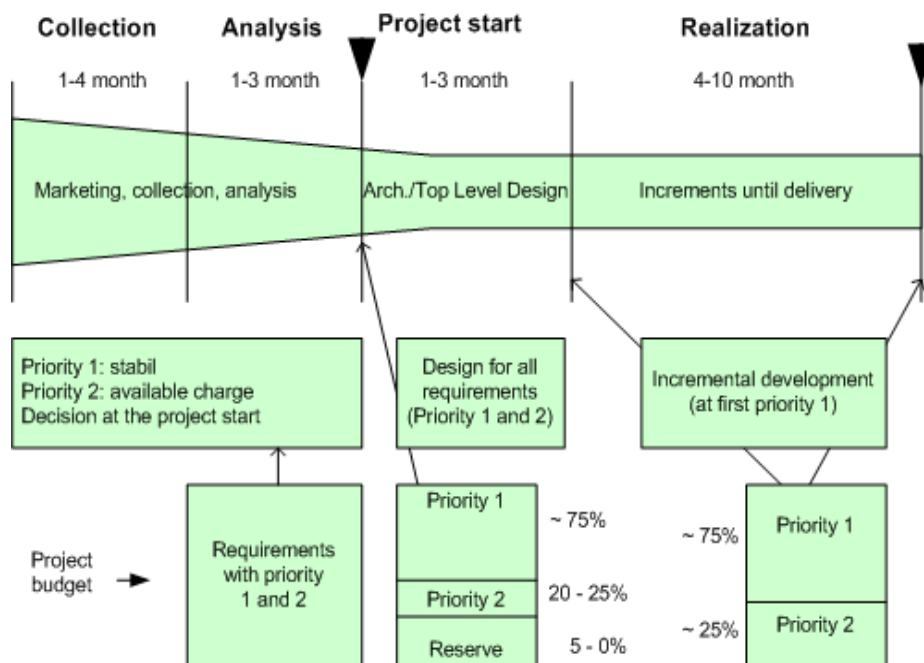 Collection
Analysis
Project start
Realization
1-4 month
1-3 month
1-3 month
4-10 month
Marketing, collection, analysis
Arch./Top Level Design
Increments until delivery
Priority 1: stabil
Priority 2: available charge
Decision at the project start
Design for all
requirements
(Priority 1 and 2)
Incremental development
(at first priority 1)
Project
budget
Requirements
with priority
1 and 2
Priority 1
~ 75%
Priority 2
20 - 25%
Reserve
5 - 0%
~ 75%
Priority 1
~ 25%
Priority 2